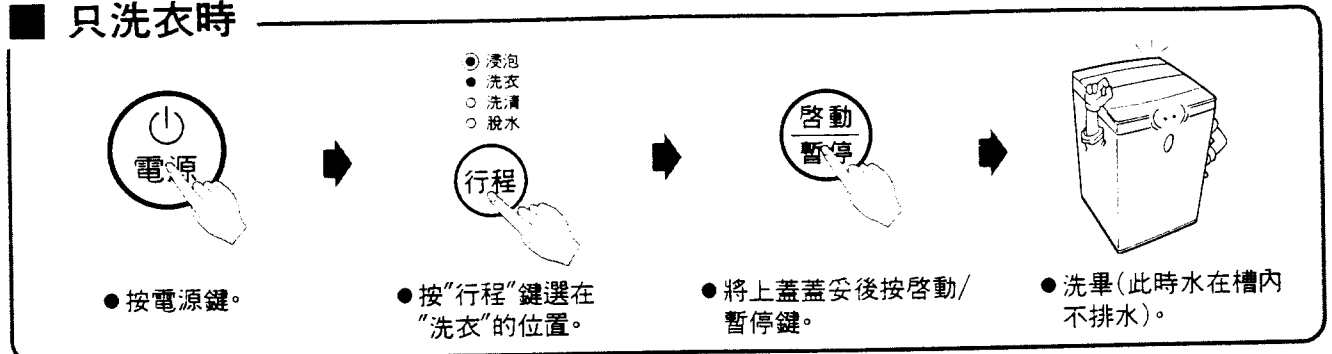 ■ 只洗衣時
浸泡
洗衣
洗濯
脫水
電源
行程
啓動
暫停
●按電源鍵。
●按"行程"鍵選在
"洗衣"的位置。
●將上蓋蓋妥後按啓動/
暫停鍵。
●洗畢(此時水在槽內
不排水)。